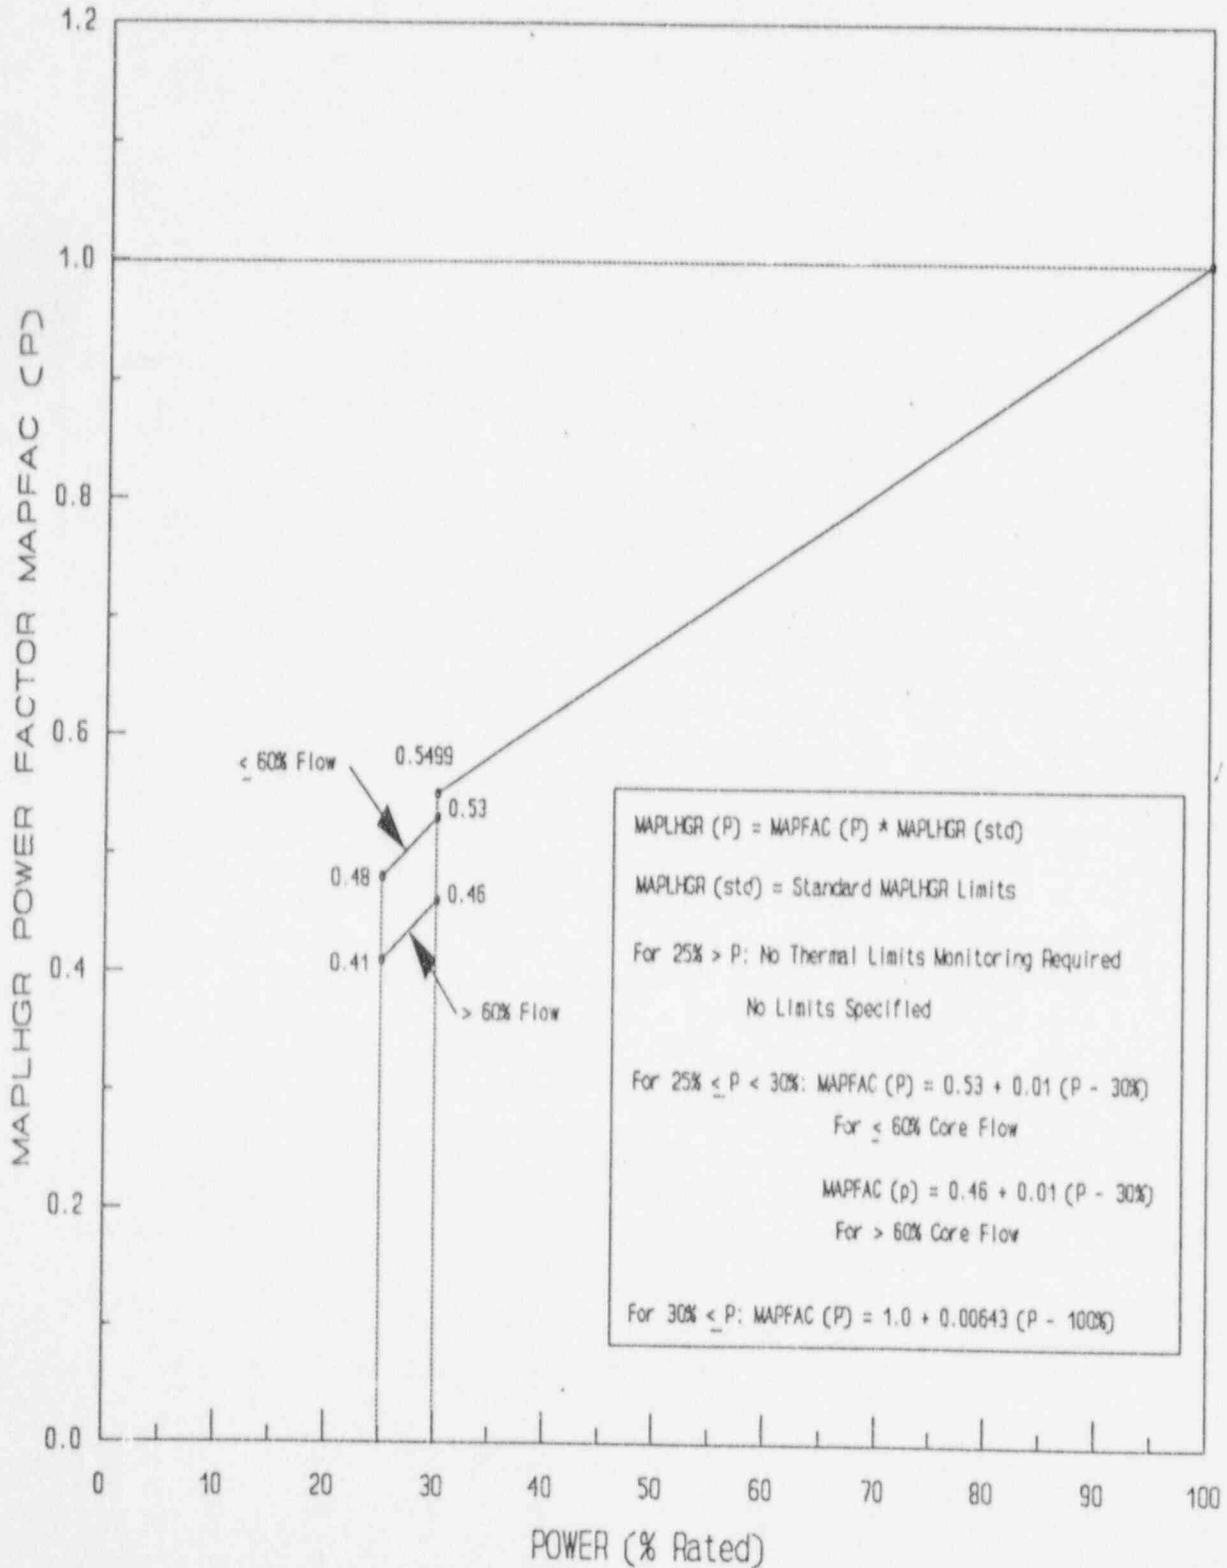 1.2
1.0
0.8
0.6
0.4
0.2
0.0
MAPLHGR POWER FACTOR MAPFAC (P)
≤ 60% Flow
0.5499
0.53
0.48
0.46
0.41
> 60% Flow
MAPLHGR (P) = MAPFAC (P) * MAPLHGR (std)
MAPLHGR (std) = Standard MAPLHGR Limits
For 25% > P: No Thermal Limits Monitoring Required
No Limits Specified
For 25% ≤ P < 30%: MAPFAC (P) = 0.53 + 0.01 (P - 30%)
For ≤ 60% Core Flow
MAPFAC (p) = 0.46 + 0.01 (P - 30%)
For > 60% Core Flow
For 30% ≤ P: MAPFAC (P) = 1.0 + 0.00643 (P - 100%)
0 10 20 30 40 50 60 70 80 90 100
POWER (% Rated)